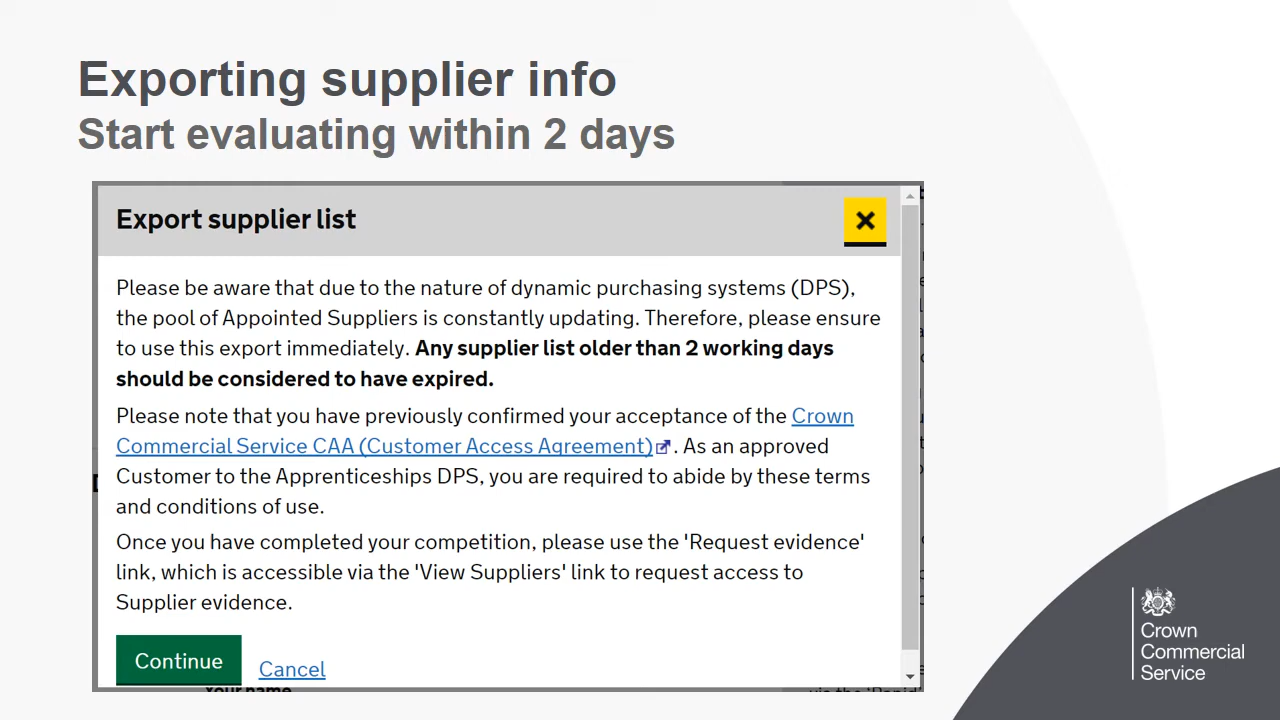 Exporting supplier info
Start evaluating within 2 days
Export supplier list
Please be aware that due to the nature of dynamic purchasing systems (DPS),
the pool of Appointed Suppliers is constantly updating. Therefore, please ensure
to use this export immediately. Any supplier list older than 2 working days
should be considered to have expired.
Please note that you have previously confirmed your acceptance of the Crown
Commercial Service CAA (Customer Access Agreement). As an approved
Customer to the Apprenticeships DPS, you are required to abide by these terms
and conditions of use.
Once you have completed your competition, please use the 'Request evidence'
link, which is accessible via the 'View Suppliers' link to request access to
Supplier evidence.
Continue
Cancel
Your name
Crown
Commercial
Service